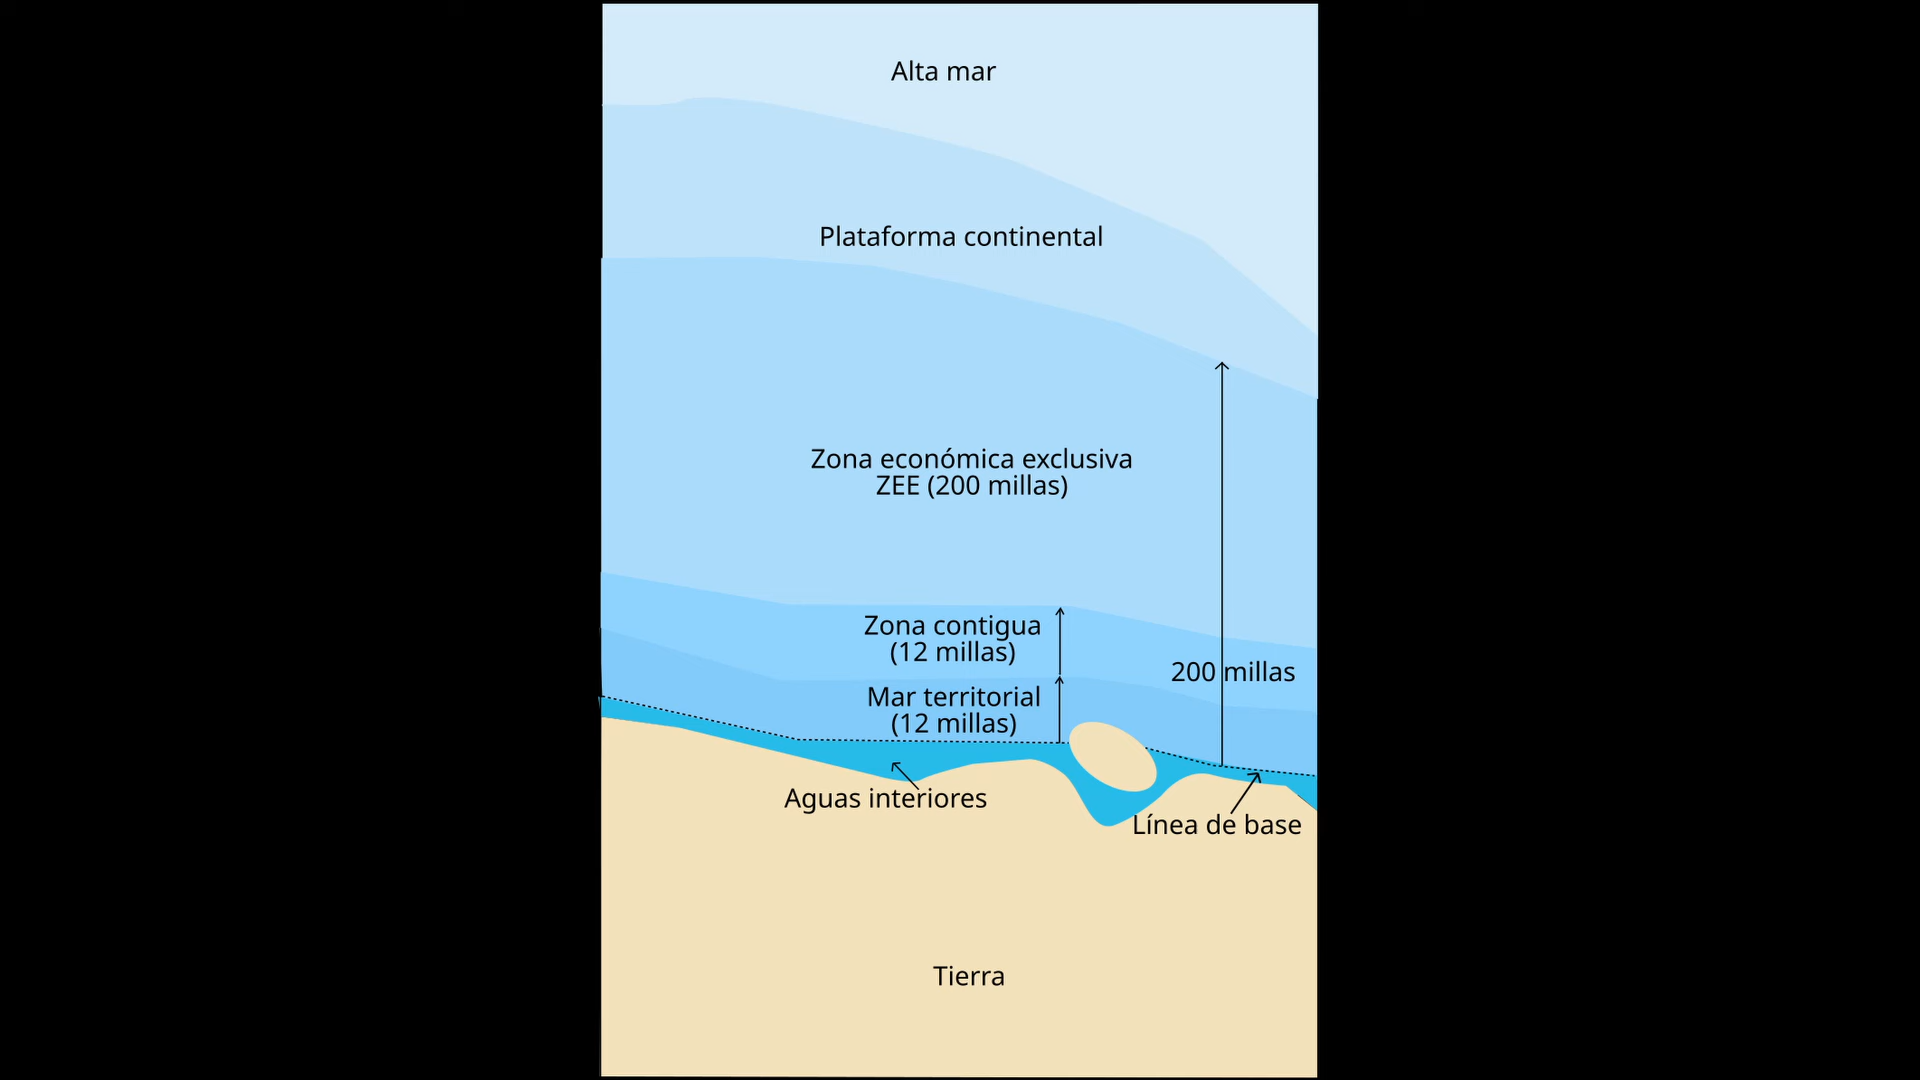 Alta mar
Plataforma continental
Zona económica exclusiva
ZEE (200 millas)
Zona contigua
(12 millas)
200 millas
Mar territorial
(12 millas)
Aguas interiores
Línea de base
Tierra